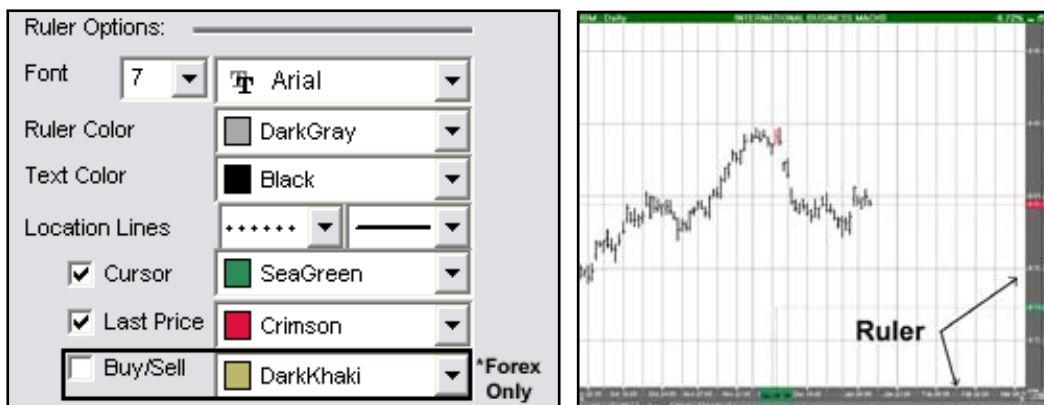 Ruler Options:
Font 7 Arial
Ruler Color DarkGray
Text Color Black
Location Lines
Cursor SeaGreen
Last Price Crimson
Buy/Sell DarkKhaki *Forex Only
INTERNATIONAL BUSINESS MACHS
Ruler